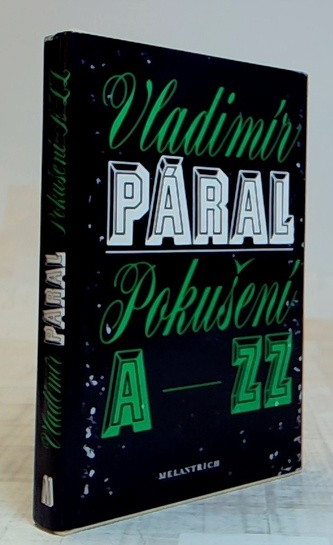 Vladimír
PÁRAL
Pokušení
A — ZZ
MELANTRICH
Vladimír PÁRAL Pokušení A-ZZ
M